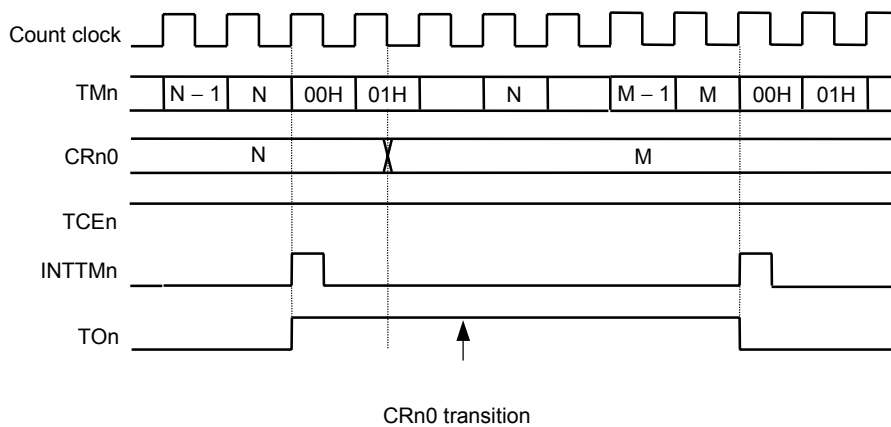 Count clock
TMn N – 1 N 00H 01H N M – 1 M 00H 01H
CRn0 N M
TCEn
INTTMn
TOn
CRn0 transition